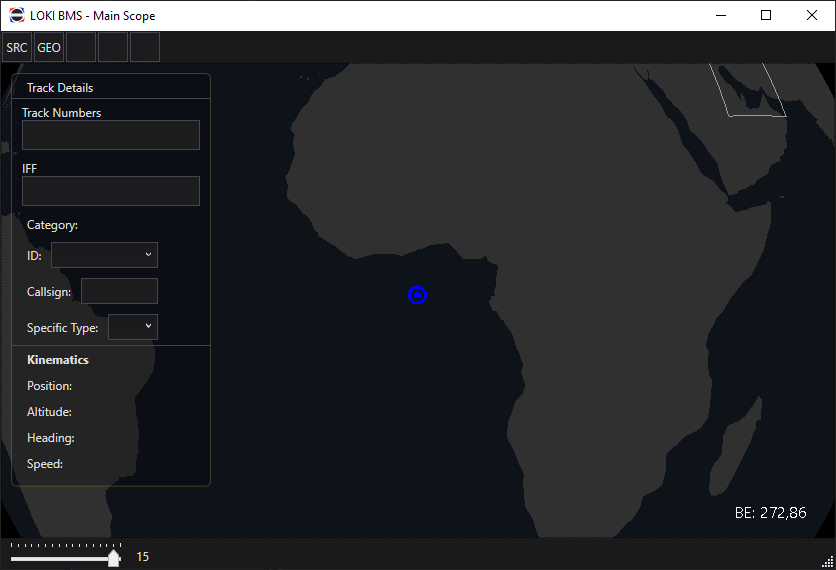 LOKI BMS - Main Scope
SRC GEO
Track Details
Track Numbers
IFF
Category:
ID:
Callsign:
Specific Type:
Kinematics
Position:
Altitude:
Heading:
Speed:
BE: 272,86
15